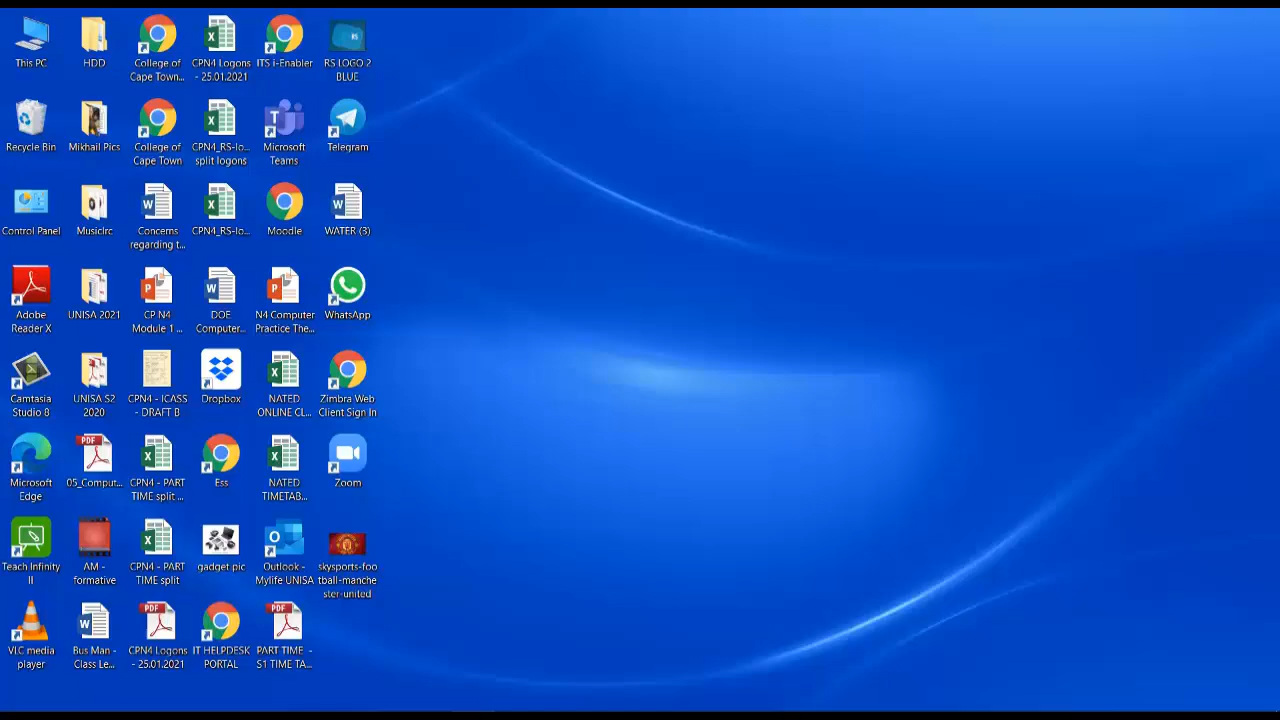 This PC
HDD
College of
Cape Town...
CPN4 Logons
- 25.01.2021
ITS i-Enabler
RS LOGO 2
BLUE
Recycle Bin
Mikhail Pics
College of
Cape Town
CPN4_RS-lo...
split logons
Microsoft
Teams
Telegram
Control Panel
Musiclrc
Concerns
regarding t...
CPN4_RS-lo...
Moodle
WATER (3)
Adobe
Reader X
UNISA 2021
CP N4
Module 1 ...
DOE
Computer...
N4 Computer
Practice The...
WhatsApp
Camtasia
Studio 8
UNISA S2
2020
CPN4 - ICASS
- DRAFT B
Dropbox
NATED
ONLINE CL...
Zimbra Web
Client Sign In
Microsoft
Edge
05_Comput...
CPN4 - PART
TIME split ...
Ess
NATED
TIMETAB...
Zoom
Teach Infinity
II
AM -
formative
CPN4 - PART
TIME split
gadget pic
Outlook -
Mylife UNISA
skysports-foo
tball-manche
ster-united
VLC media
player
Bus Man -
Class Le...
CPN4 Logons
- 25.01.2021
IT HELPDESK
PORTAL
PART TIME -
S1 TIME TA...